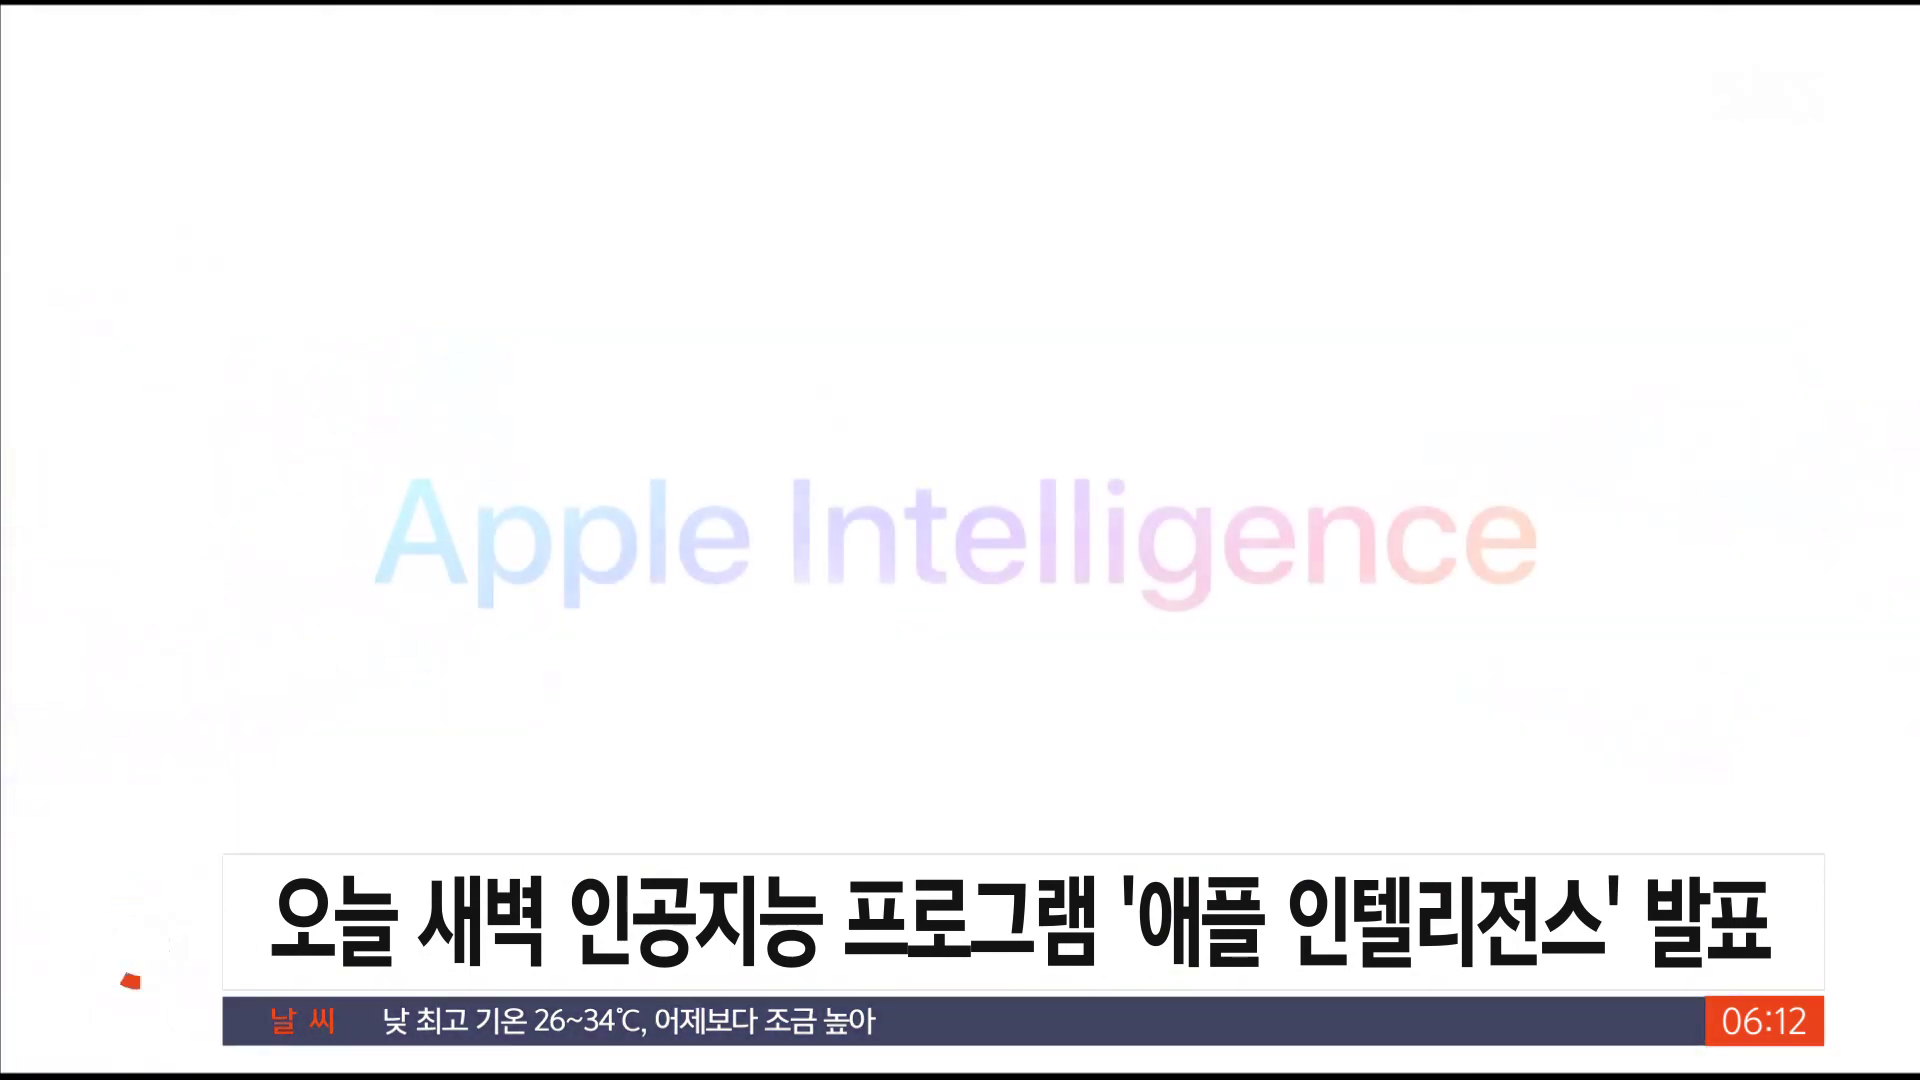 Apple Intelligence
오늘 새벽 인공지능 프로그램 '애플 인텔리전스' 발표
날 씨 낮 최고 기온 26~34℃, 어제보다 조금 높아 06:12